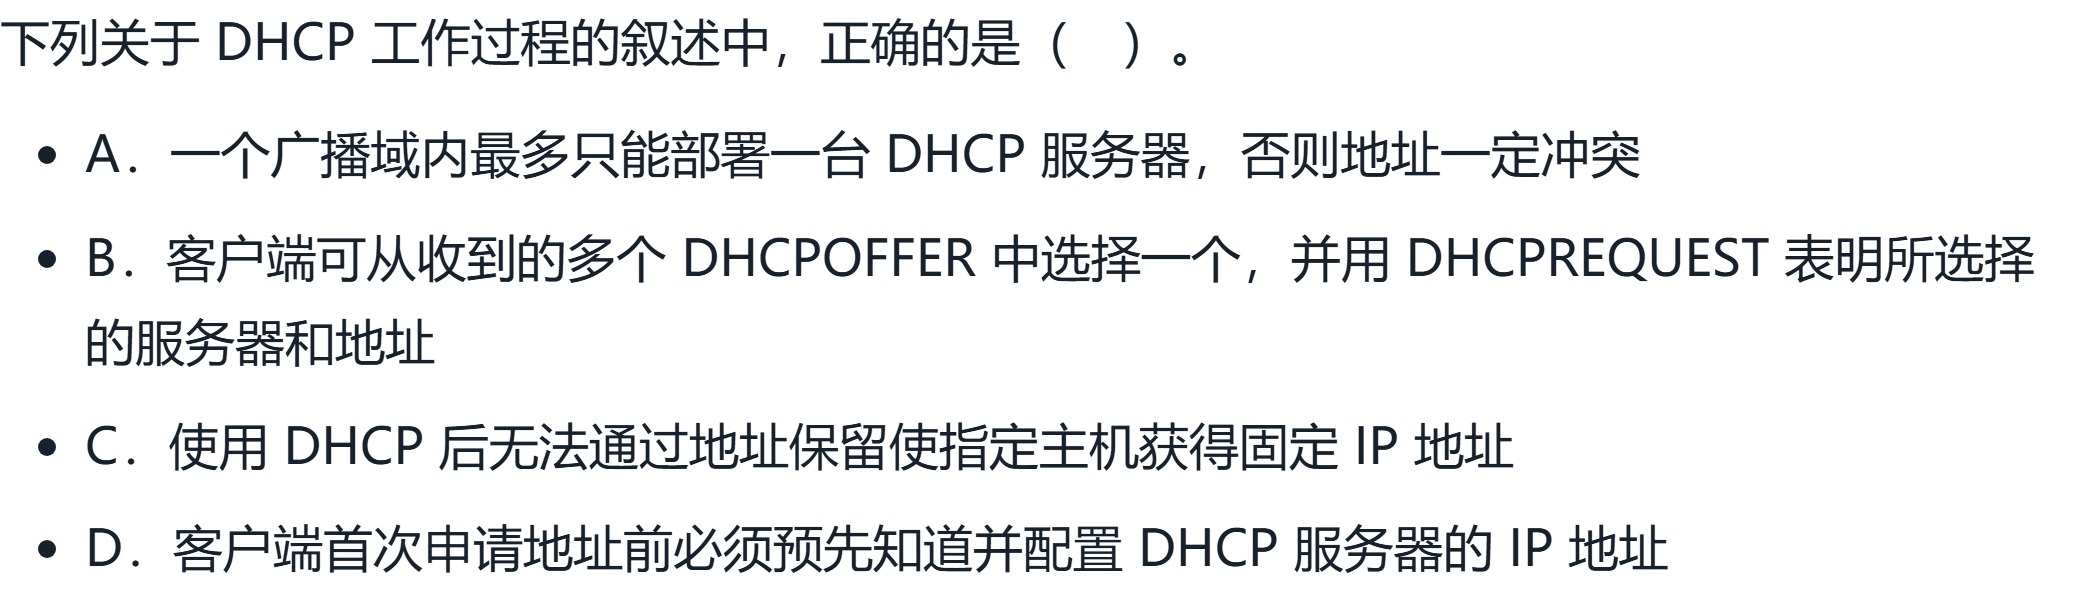 下列关于 DHCP 工作过程的叙述中，正确的是（　）。
• A．一个广播域内最多只能部署一台 DHCP 服务器，否则地址一定冲突
• B．客户端可从收到的多个 DHCPOFFER 中选择一个，并用 DHCPREQUEST 表明所选择
的服务器和地址
• C．使用 DHCP 后无法通过地址保留使指定主机获得固定 IP 地址
• D．客户端首次申请地址前必须预先知道并配置 DHCP 服务器的 IP 地址